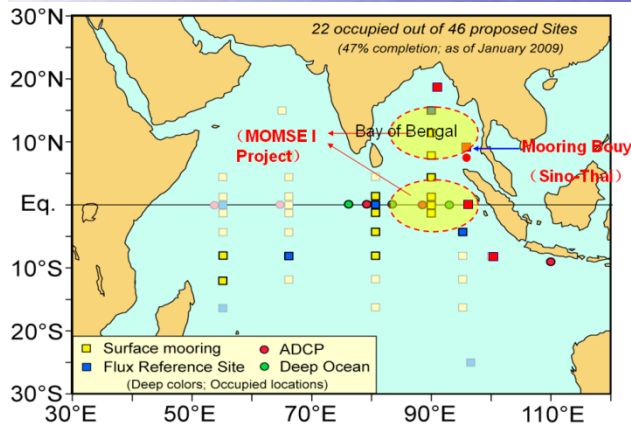 22 occupied out of 46 proposed Sites
(47% completion; as of January 2009)
30°N
20°N
10°N
Eq.
10°S
20°S
30°S
(MOMSE I
Project)
Bay of Bengal
Mooring Bouy
(Sino-Thai)
Surface mooring
ADCP
Flux Reference Site
Deep Ocean
(Deep colors; Occupied locations)
30°E
50°E
70°E
90°E
110°E